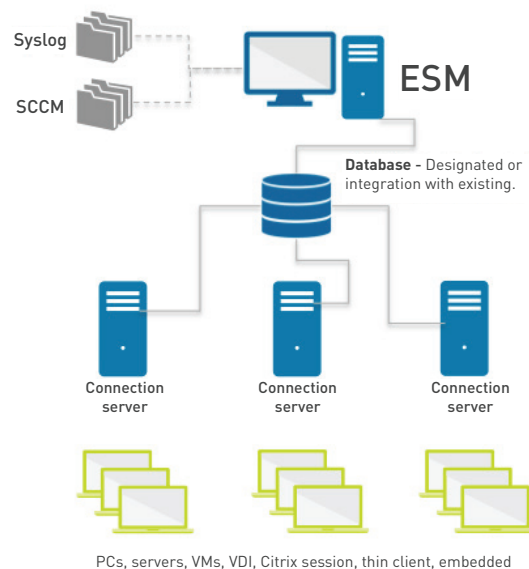 Syslog
ESM
SCCM
Database - Designated or
integration with existing.
Connection
server
Connection
server
Connection
server
PCs, servers, VMs, VDI, Citrix session, thin client, embedded